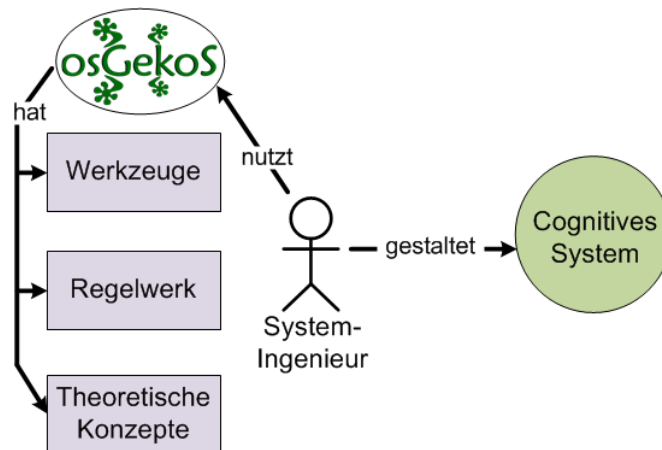 osGekoS
hat
Werkzeuge
nutzt
Cognitives
System
gestaltet
Regelwerk
System-
Ingenieur
Theoretische
Konzepte